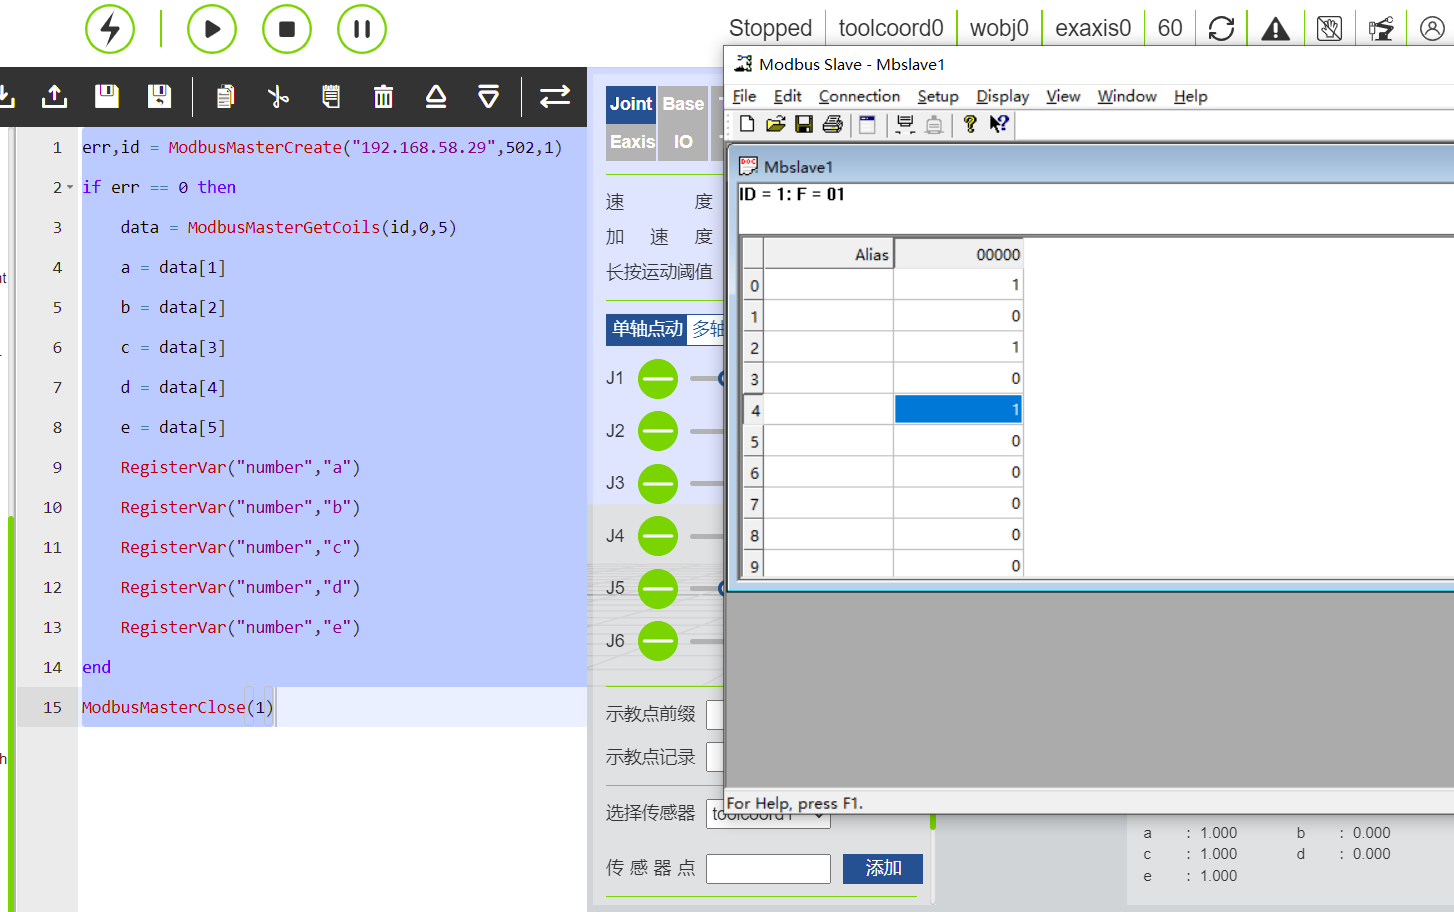 Stopped toolcoord0 wobj0 exaxis0 60
Modbus Slave - Mbslave1
File Edit Connection Setup Display View Window Help
Mbslave1
ID = 1: F = 01
Alias 00000
0 1
1 0
2 1
3 0
4 1
5 0
6 0
7 0
8 0
9 0
For Help, press F1.
1 err,id = ModbusMasterCreate("192.168.58.29",502,1)
2 if err == 0 then
3 data = ModbusMasterGetCoils(id,0,5)
4 a = data[1]
5 b = data[2]
6 c = data[3]
7 d = data[4]
8 e = data[5]
9 RegisterVar("number","a")
10 RegisterVar("number","b")
11 RegisterVar("number","c")
12 RegisterVar("number","d")
13 RegisterVar("number","e")
14 end
15 ModbusMasterClose(1)
Joint Base
Eaxis IO
速度
加速度
长按运动阈值
单轴点动 多轴
J1
J2
J3
J4
J5
J6
示教点前缀
示教点记录
选择传感器 toolcoord1
传感器点 添加
a : 1.000 b : 0.000
c : 1.000 d : 0.000
e : 1.000